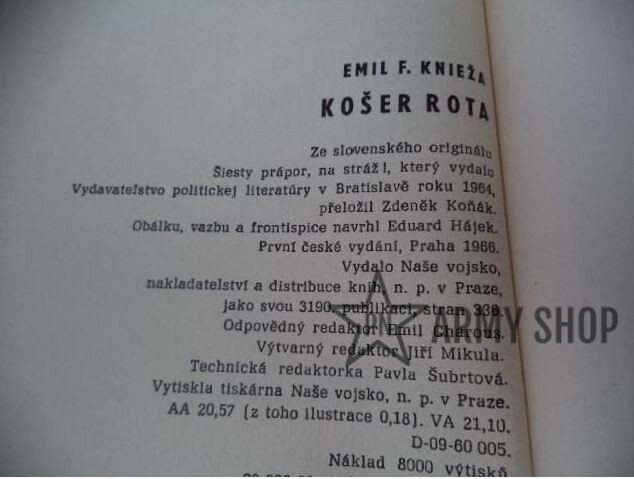 EMIL F. KNIEŽA
KOŠER ROTA
Ze slovenského originálu
Šiesty prápor, na stráž!, který vydalo
Vydavateľstvo politickej literatúry v Bratislavě roku 1964,
přeložil Zdeněk Koňák.
Obálku, vazbu a frontispice navrhl Eduard Hájek.
První české vydání, Praha 1966.
Vydalo Naše vojsko,
nakladatelství a distribuce knih, n. p. v Praze,
jako svou 3190. publikaci, stran 336.
Odpovědný redaktor Emil Charous.
Výtvarný redaktor Jiří Mikula.
Technická redaktorka Pavla Šubrtová.
Vytiskla tiskárna Naše vojsko, n. p. v Praze.
AA 20,57 (z toho ilustrace 0,18). VA 21,10.
D-09-60 005.
Náklad 8000 výtisků
DN ARMY SHOP